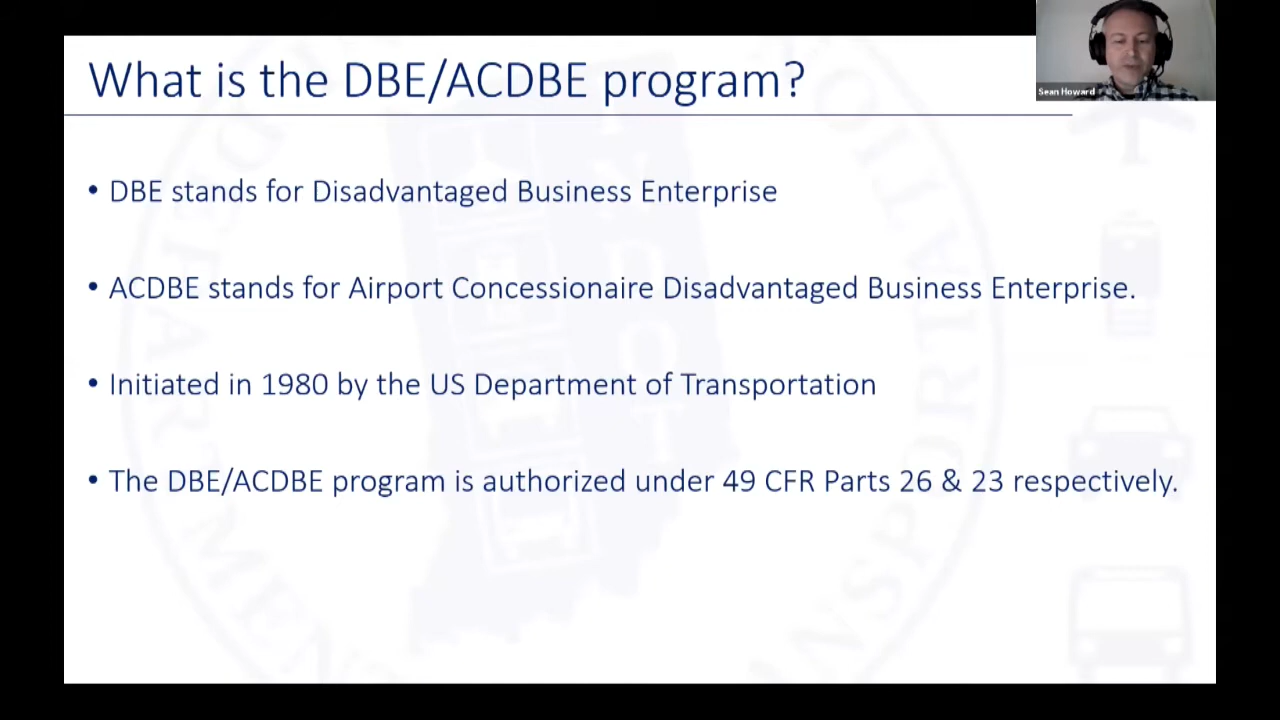 What is the DBE/ACDBE program?
Sean Howard
• DBE stands for Disadvantaged Business Enterprise
• ACDBE stands for Airport Concessionaire Disadvantaged Business Enterprise.
• Initiated in 1980 by the US Department of Transportation
• The DBE/ACDBE program is authorized under 49 CFR Parts 26 & 23 respectively.
INDOT